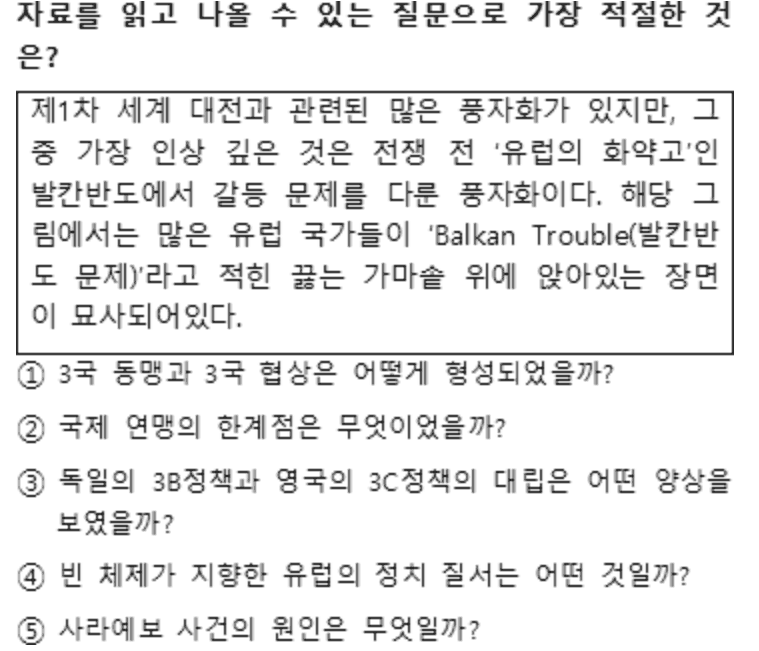 자료를 읽고 나올 수 있는 질문으로 가장 적절한 것
은?
제1차 세계 대전과 관련된 많은 풍자화가 있지만, 그
중 가장 인상 깊은 것은 전쟁 전 '유럽의 화약고'인
발칸반도에서 갈등 문제를 다룬 풍자화이다. 해당 그
림에서는 많은 유럽 국가들이 'Balkan Trouble(발칸반
도 문제)'라고 적힌 끓는 가마솥 위에 앉아있는 장면
이 묘사되어있다.
① 3국 동맹과 3국 협상은 어떻게 형성되었을까?
② 국제 연맹의 한계점은 무엇이었을까?
③ 독일의 3B정책과 영국의 3C정책의 대립은 어떤 양상을
보였을까?
④ 빈 체제가 지향한 유럽의 정치 질서는 어떤 것일까?
⑤ 사라예보 사건의 원인은 무엇일까?